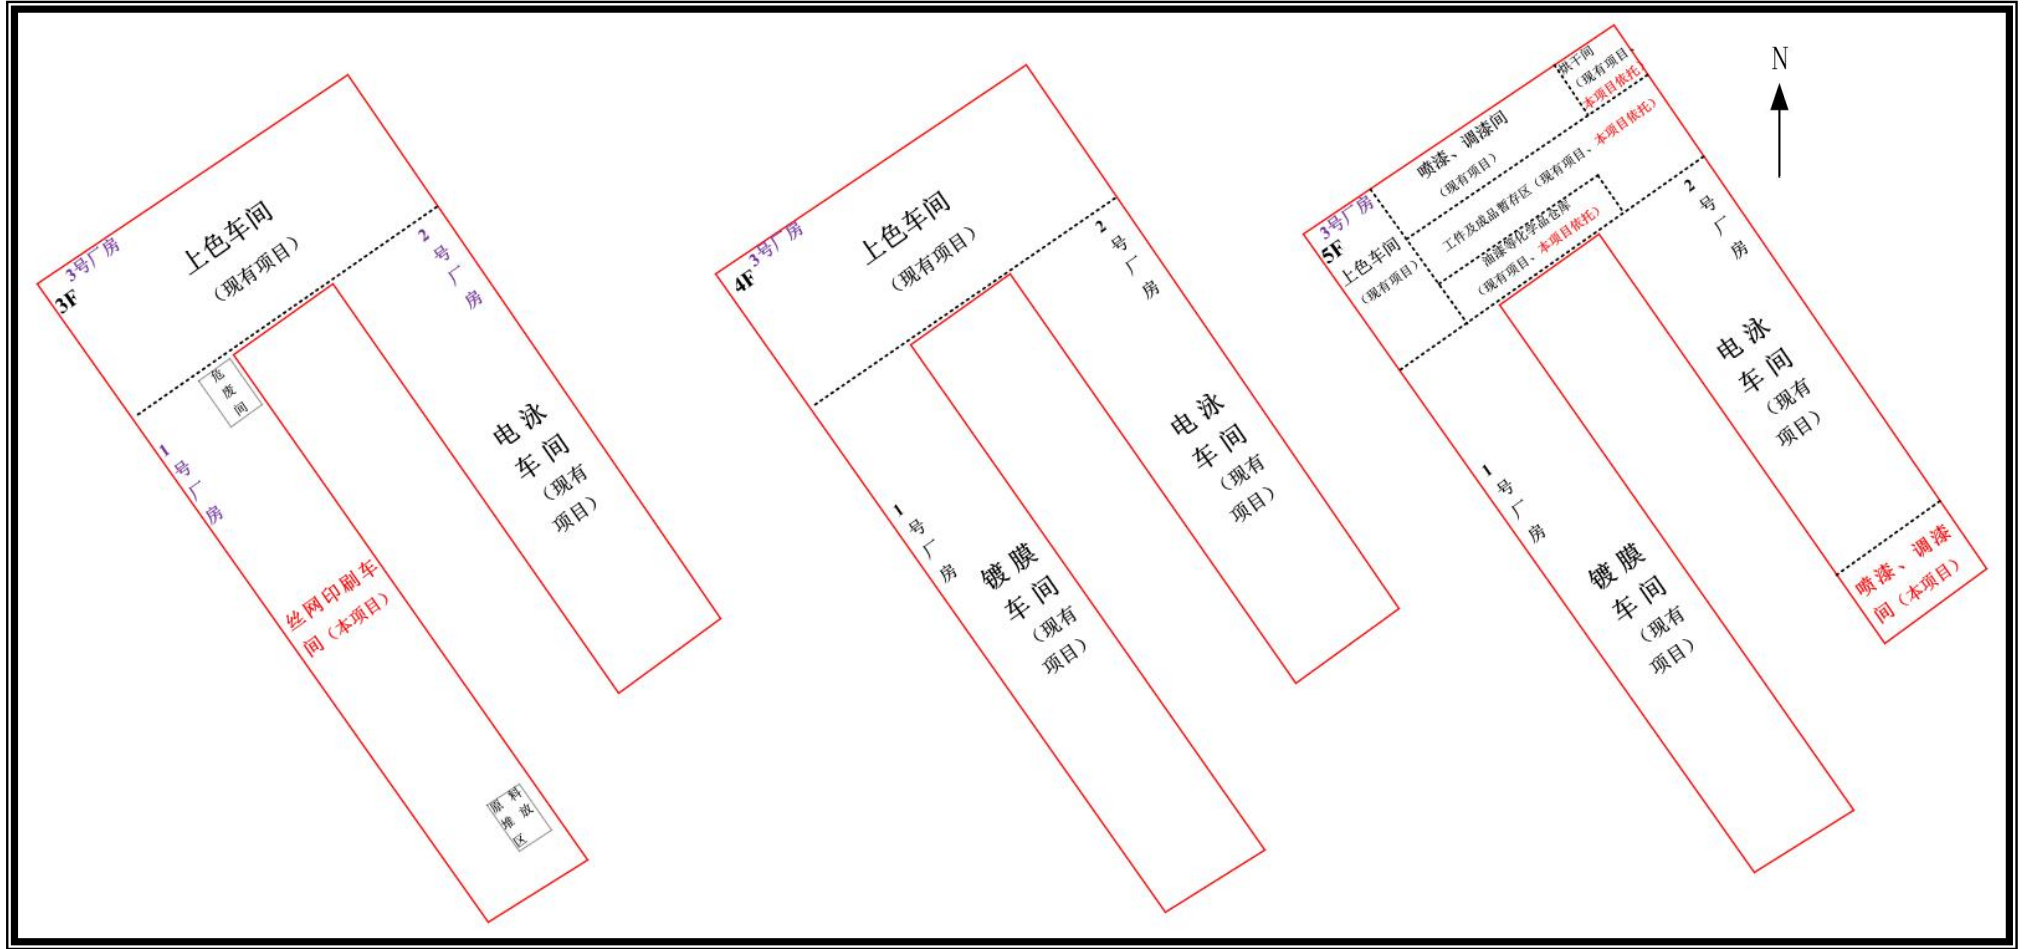 3号厂房
3F
上色车间
（现有项目）
2
号
厂
房
危
废
间
1
号
厂
房
电 泳
车 间
（现有
项目）
丝网印刷车
间（本项目）
原 料
堆 放
区
3号厂房
4F
上色车间
（现有项目）
2
号
厂
房
1
号
厂
房
电 泳
车 间
（现有
项目）
镀 膜
车 间
（现有
项目）
3号厂房
5F
上色车间
（现有项目）
喷漆、调漆间
（现有项目）
烘干间
（现有项目、
本项目依托）
工件及成品暂存区（现有项目、本项目依托）
油漆等化学品仓库
（现有项目、本项目依托）
2
号
厂
房
1
号
厂
房
电 泳
车 间
（现有
项目）
镀 膜
车 间
（现有
项目）
喷漆、调漆
间（本项目）
N